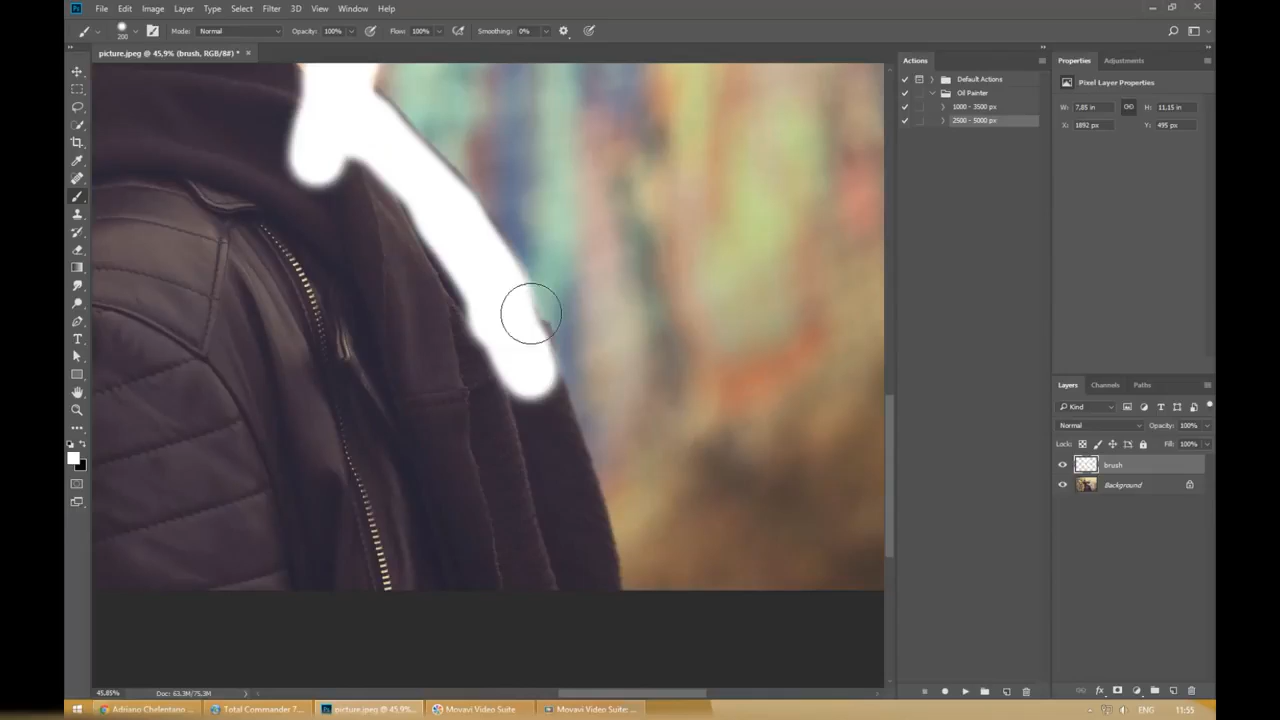 Ps File Edit Image Layer Type Select Filter 3D View Window Help
200 Mode: Normal Opacity: 100% Flow: 100% Smoothing: 0%
picture.jpeg @ 45,9% (brush, RGB/8#) *
Actions
Default Actions
Oil Painter
1000 - 3500 px
2500 - 5000 px
Properties Adjustments
Pixel Layer Properties
W: 7,85 in H: 11,15 in
X: 1892 px Y: 495 px
Layers Channels Paths
Kind
Normal Opacity: 100%
Lock: Fill: 100%
brush
Background
45,85% Doc: 63,3M/75,3M
Adriano Chelentano ... Total Commander 7... picture.jpeg @ 45,9%... Movavi Video Suite Movavi Video Suite: ... ENG 11:55